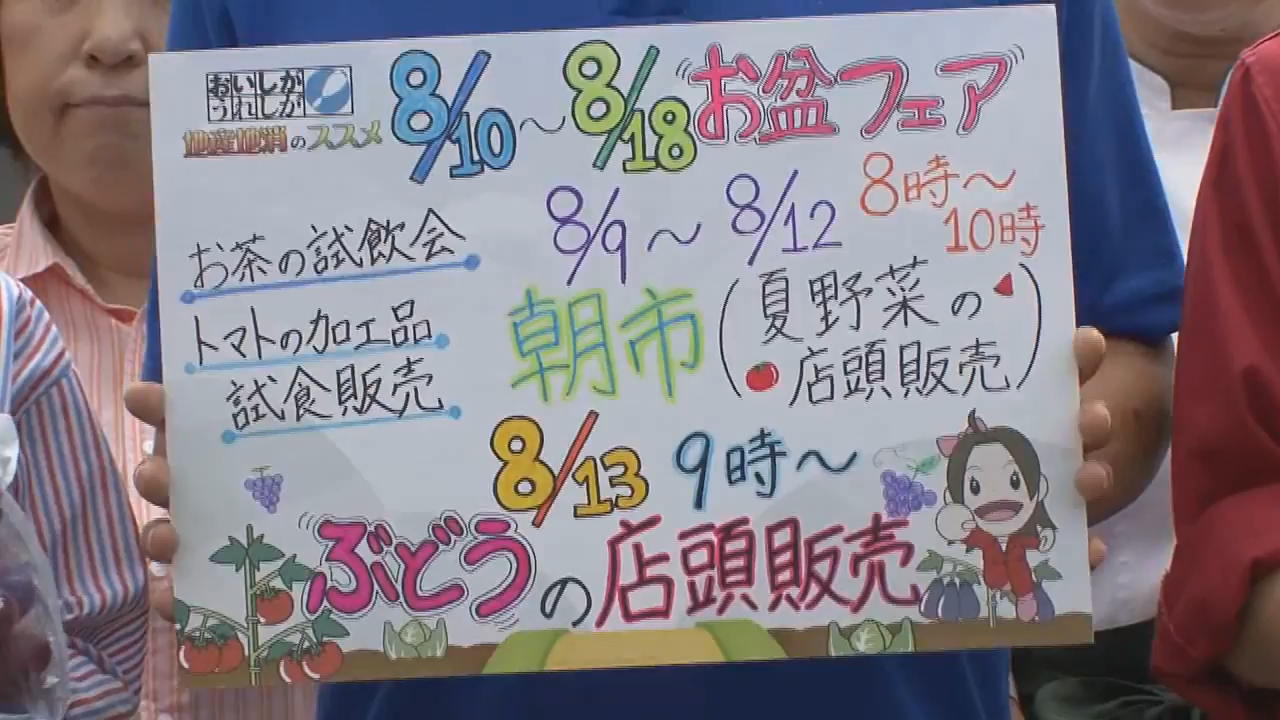 おいしが
うれしが
地産地消のススメ
8/10～8/18 お盆フェア
お茶の試飲会
トマトの加工品
試食販売
8/9～8/12 8時～
10時
朝市（夏野菜の
店頭販売）
8/13 9時～
ぶどうの店頭販売